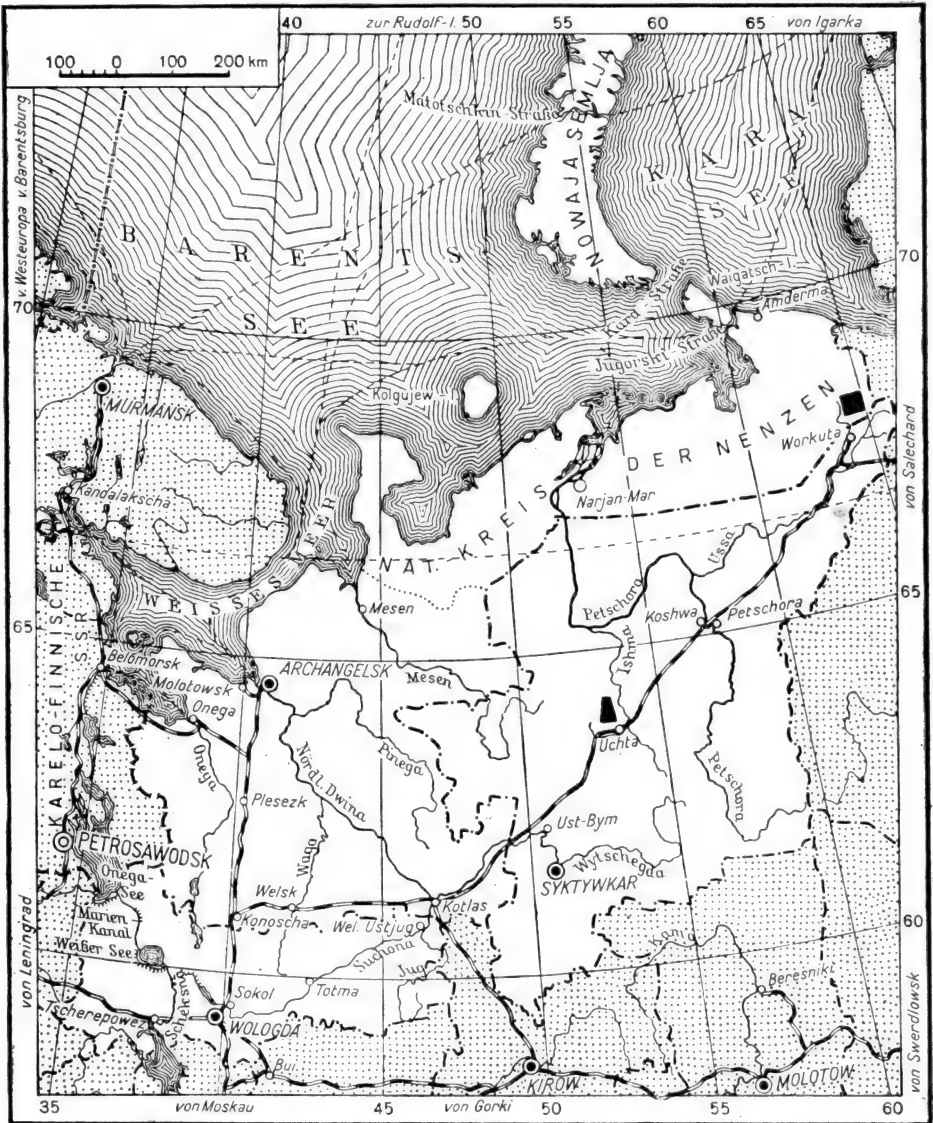 40
zur Rudolf-I.
50
55
60
65
von Igarka
100 0 100 200 km
v. Westeuropa v. Barentsburg
Matotschkin-Straße
NOWAJA SEMLJA
KARA
SEE
BARENTS
SEE
70
70
Kara Straße
Waigatsch-I.
Amderma
Jugorski-Straße
Kolgujew-I.
MURMANSK
NAT. KREIS DER NENZEN
Workuta
von Salechard
Kandalakscha
Narjan-Mar
WEISSES MEER
Mesen
Petschora
Ussa
Koshwa
Petschora
65
65
KARELO-FINNISCHE
S.S.R.
Belomorsk
Molotowsk
ARCHANGELSK
Onega
Mesen
Ishma
Uchta
Onega
Nördl. Dwina
Pinega
Petschora
Plesezk
Waga
Ust-Bym
PETROSAWODSK
Onega-
See
Wytschegda
SYKTYWKAR
Marien
Kanal
Welsk
Konoscha
Kotlas
60
Weißer See
Wel. Ustjug
Suchona
Jug
Kama
von Leningrad
Scheksna
Sokol
Totma
Beresniki
Scherepowez
WOLOGDA
Bui
KIROW
MOLOTOW
von Swerdlowsk
35
von Moskau
45
von Gorki
50
55
60